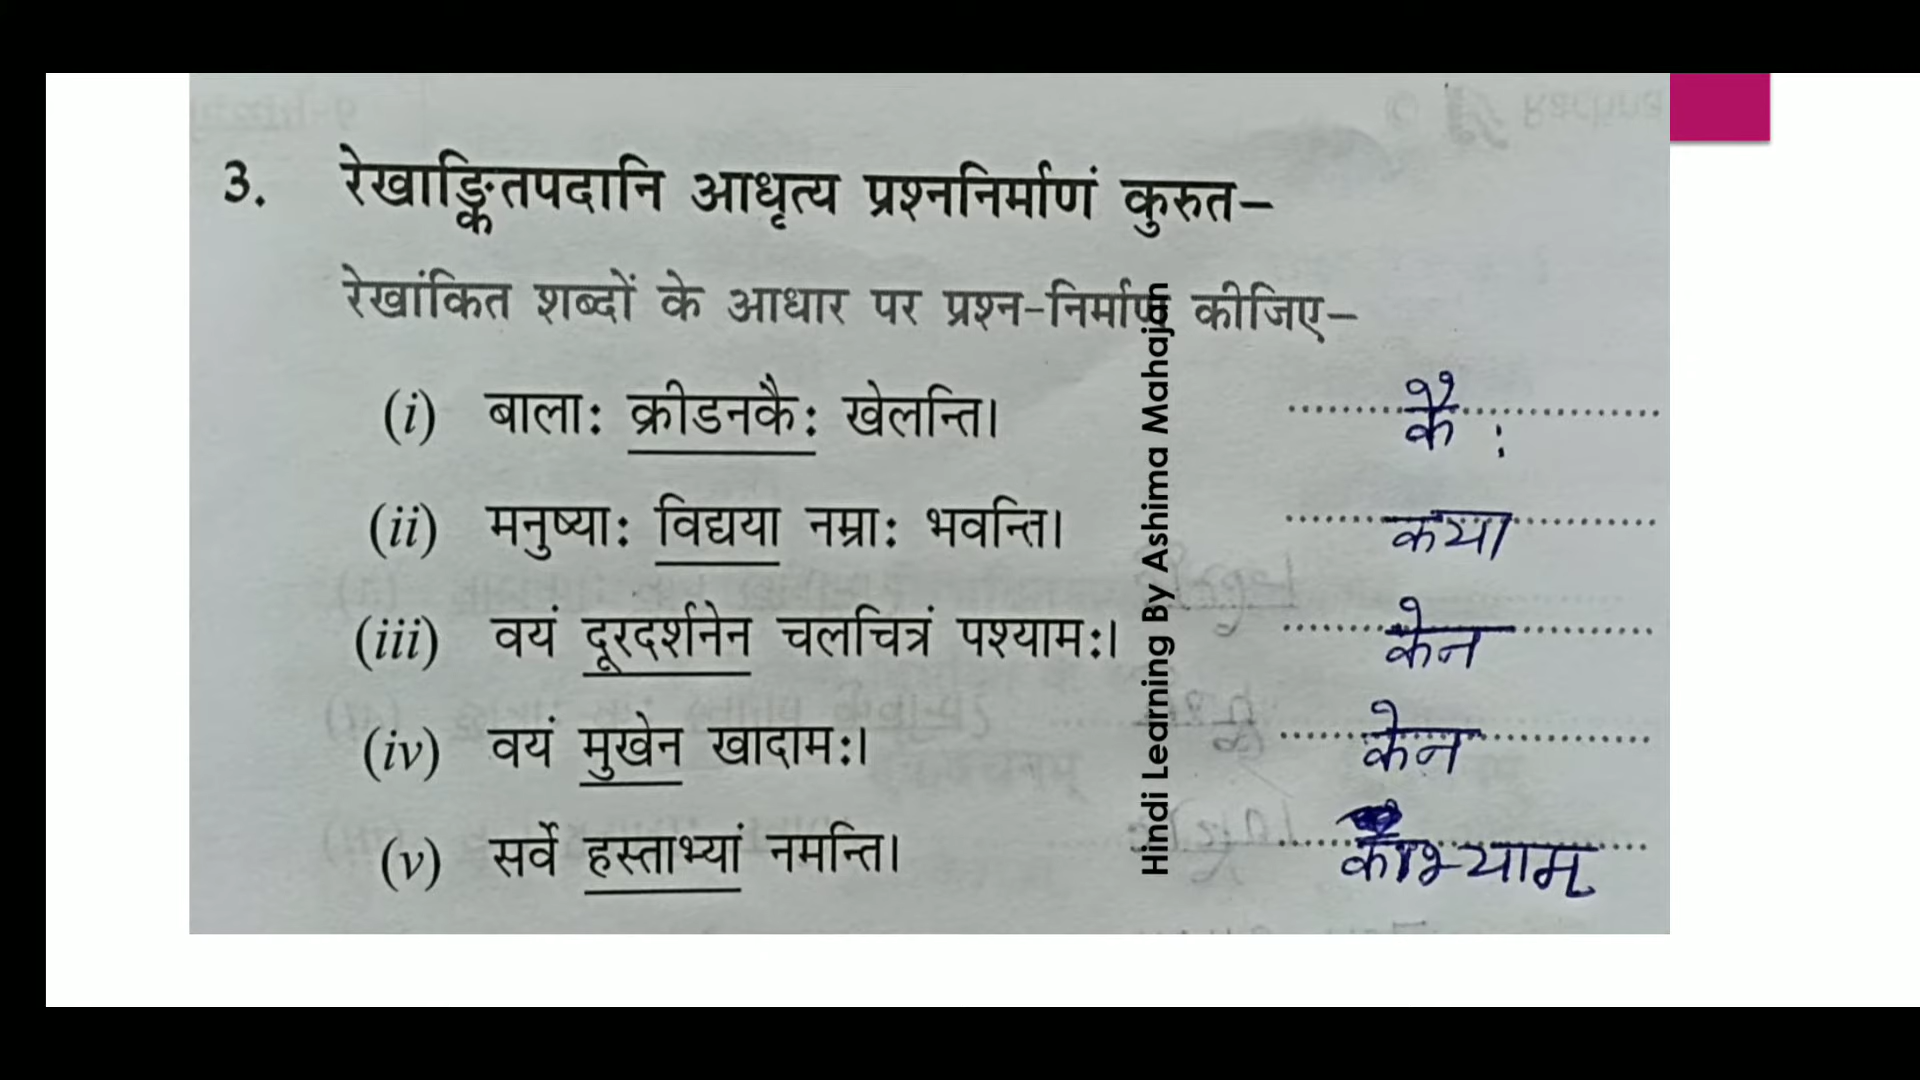 3. रेखाङ्कितपदानि आधृत्य प्रश्ननिर्माणं कुरुत–
रेखांकित शब्दों के आधार पर प्रश्न-निर्माण कीजिए–
(i) बालाः क्रीडनकैः खेलन्ति। कैः
(ii) मनुष्याः विद्यया नम्राः भवन्ति। कया
(iii) वयं दूरदर्शनेन चलचित्रं पश्यामः। केन
(iv) वयं मुखेन खादामः। केन
(v) सर्वे हस्ताभ्यां नमन्ति। काभ्याम्
Hindi Learning By Ashima Mahajan